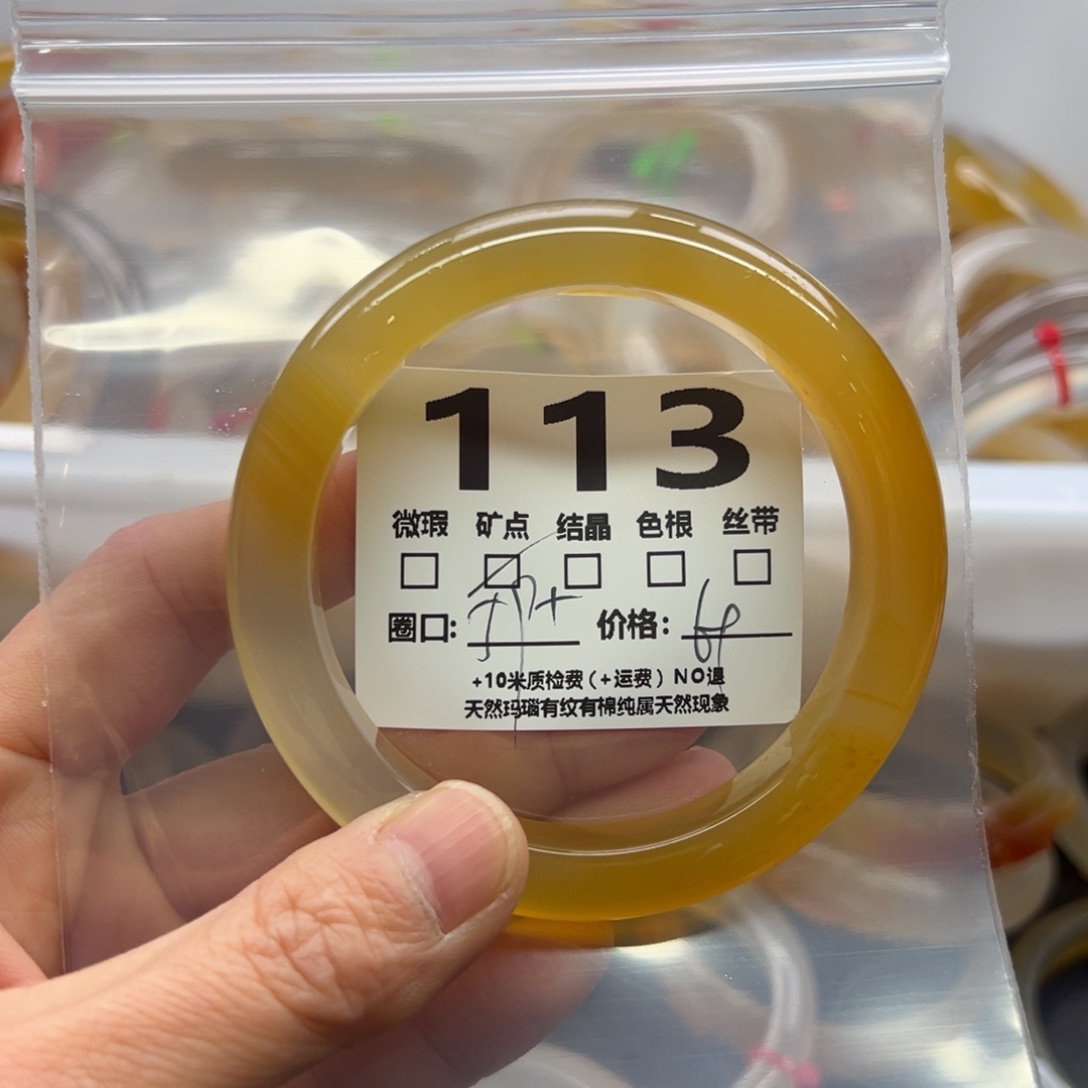 113
微瑕 矿点 结晶 色根 丝带
圈口: 价格:
+10米质检费(+运费)NO退
天然玛瑙有纹有棉纯属天然现象